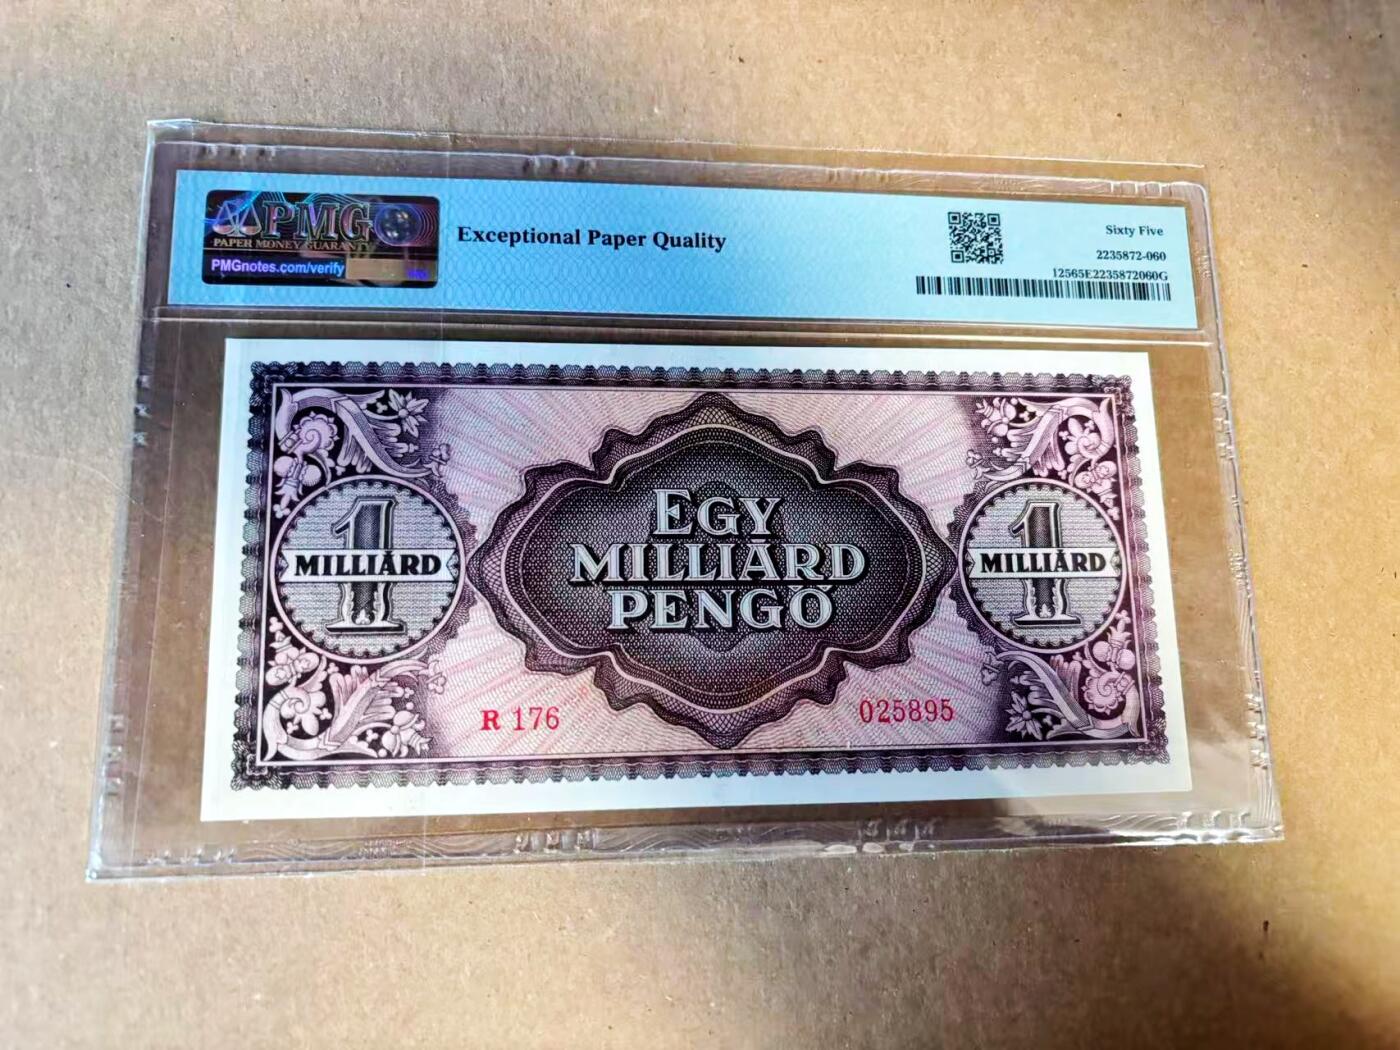 PMG
PAPER MONEY GUARANTY
PMGnotes.com/verify
Exceptional Paper Quality
Sixty Five
2235872-060
12565E2235872060G
1
MILLIÁRD
EGY
MILLIÁRD
PENGŐ
1
MILLIÁRD
R 176
025895